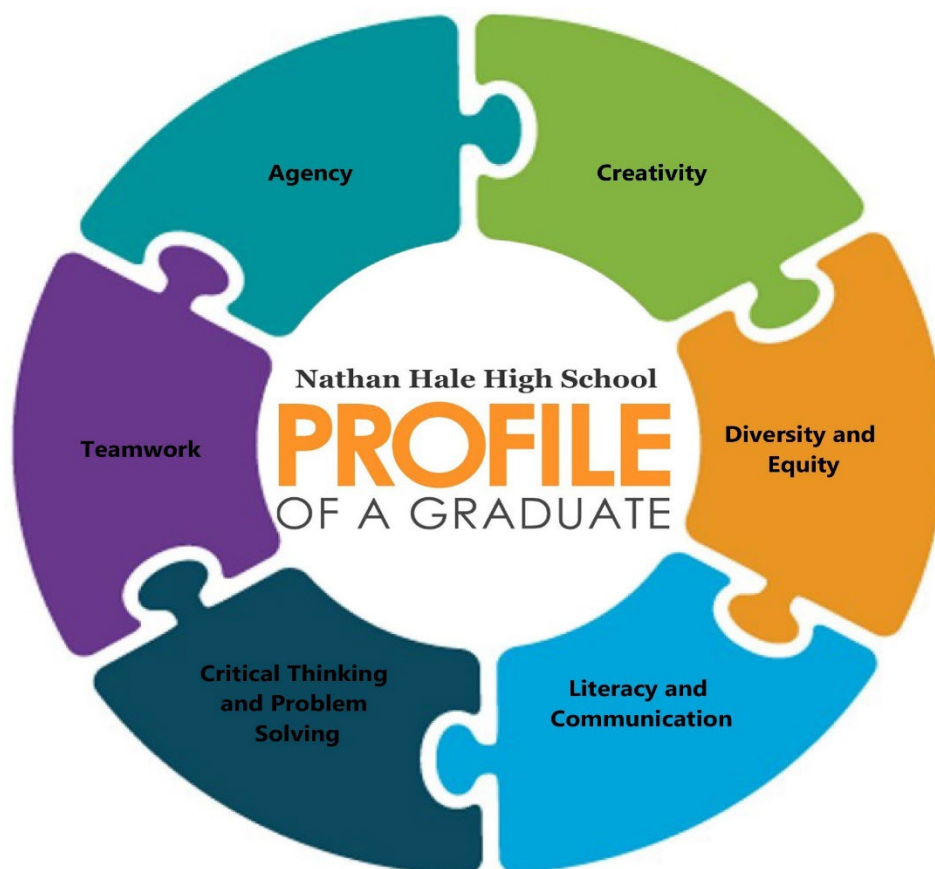 Agency
Creativity
Nathan Hale High School
PROFILE
OF A GRADUATE
Teamwork
Diversity and
Equity
Critical Thinking
and Problem
Solving
Literacy and
Communication